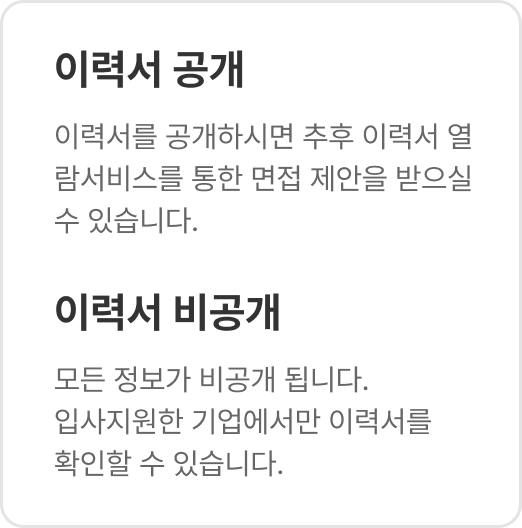 이력서 공개
이력서를 공개하시면 추후 이력서 열
람서비스를 통한 면접 제안을 받으실
수 있습니다.
이력서 비공개
모든 정보가 비공개 됩니다.
입사지원한 기업에서만 이력서를
확인할 수 있습니다.